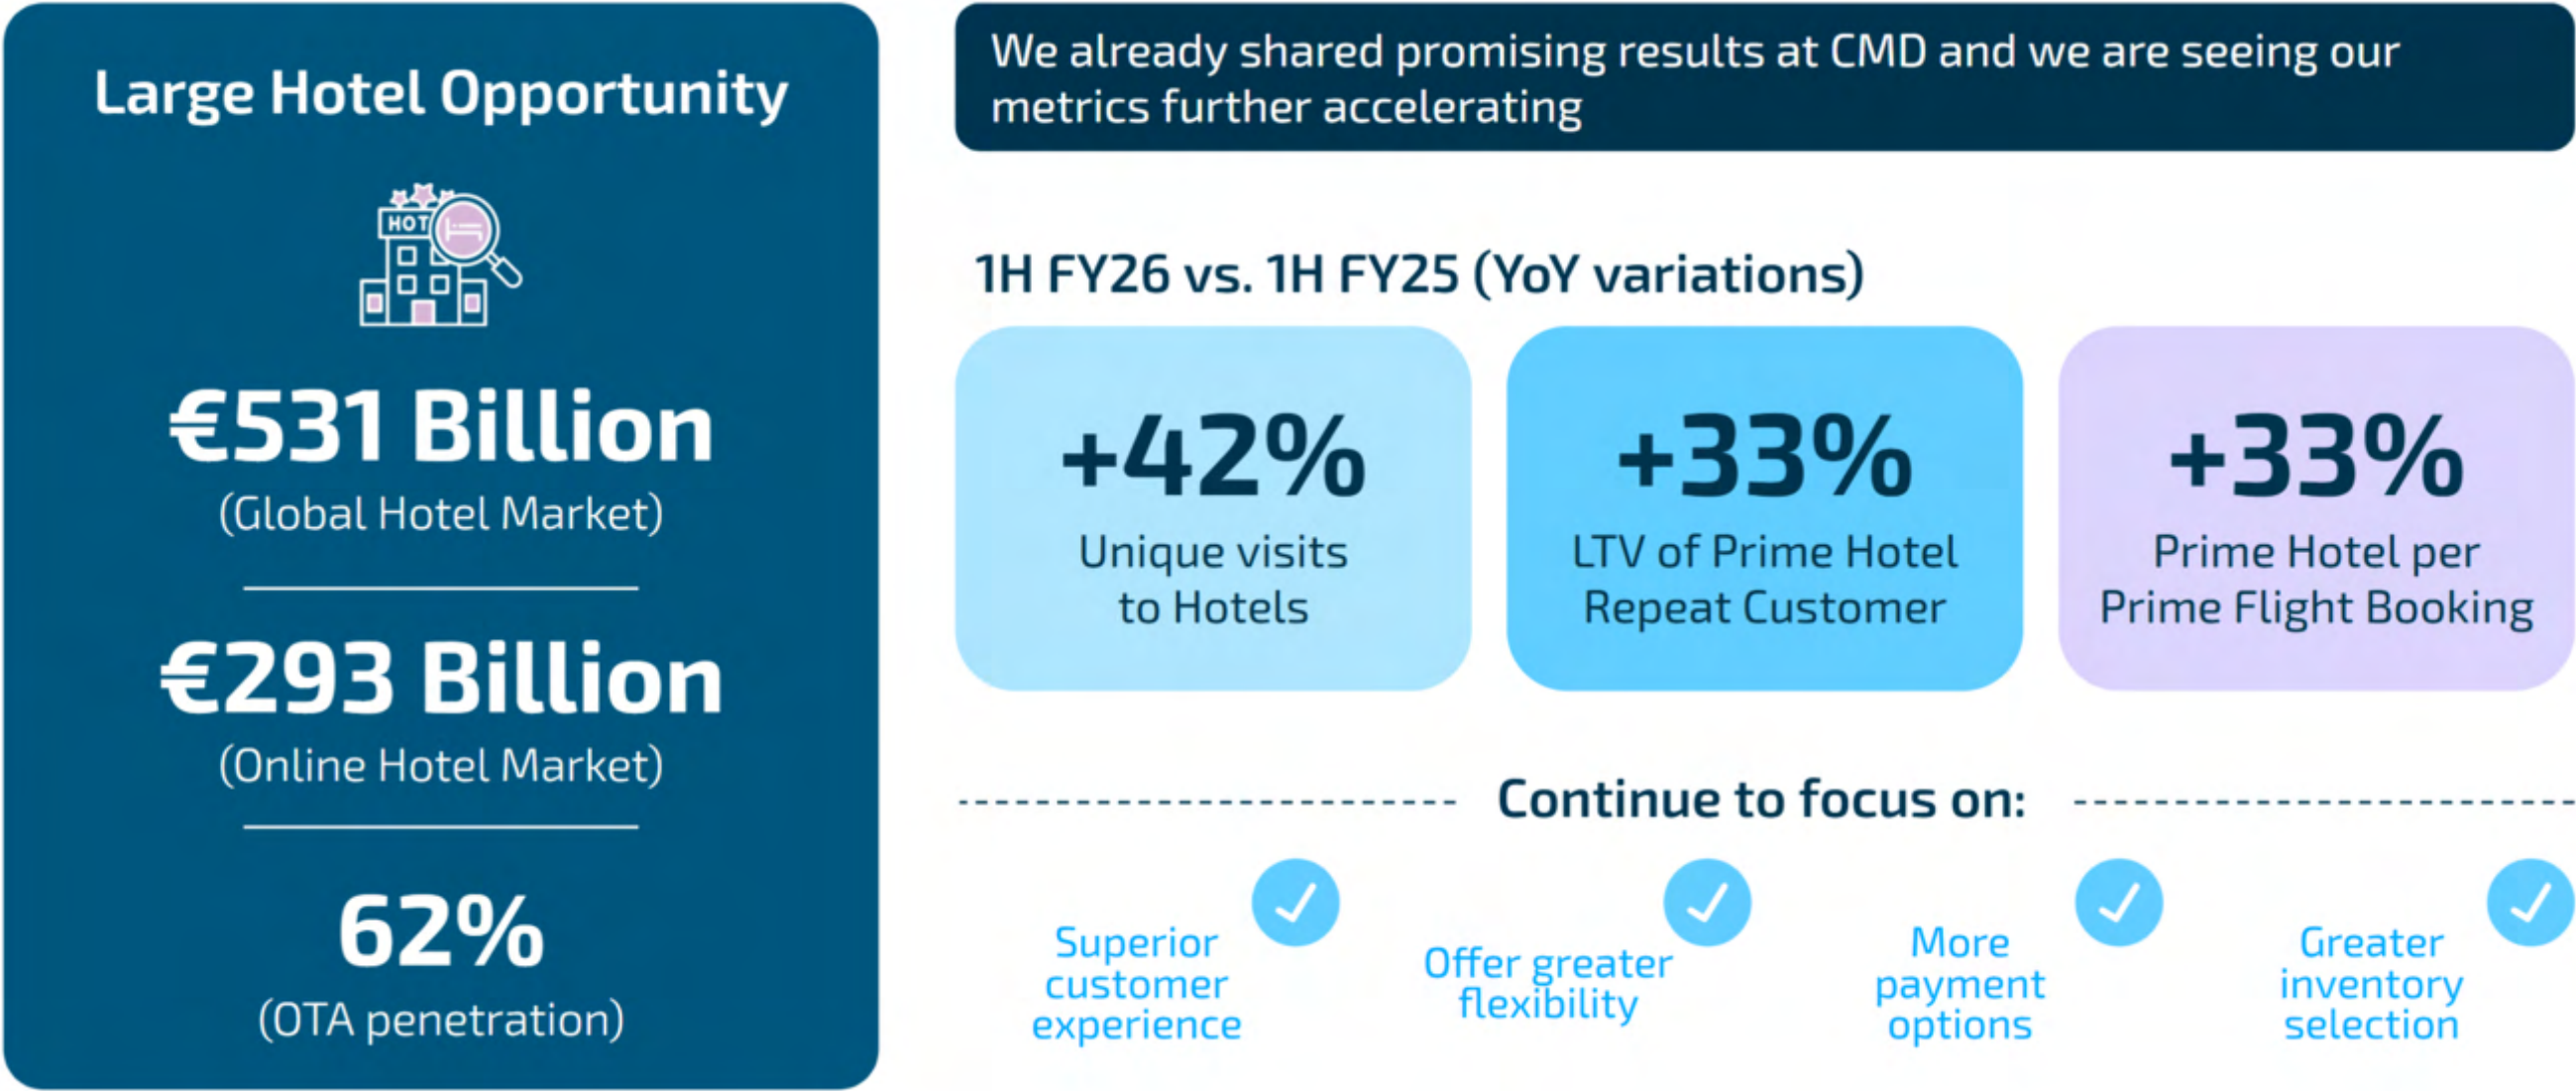 Large Hotel Opportunity
HOT
€531 Billion
(Global Hotel Market)
€293 Billion
(Online Hotel Market)
62%
(OTA penetration)
We already shared promising results at CMD and we are seeing our
metrics further accelerating
1H FY26 vs. 1H FY25 (YoY variations)
+42%
Unique visits
to Hotels
+33%
LTV of Prime Hotel
Repeat Customer
+33%
Prime Hotel per
Prime Flight Booking
Continue to focus on:
Superior
customer
experience
Offer greater
flexibility
More
payment
options
Greater
inventory
selection